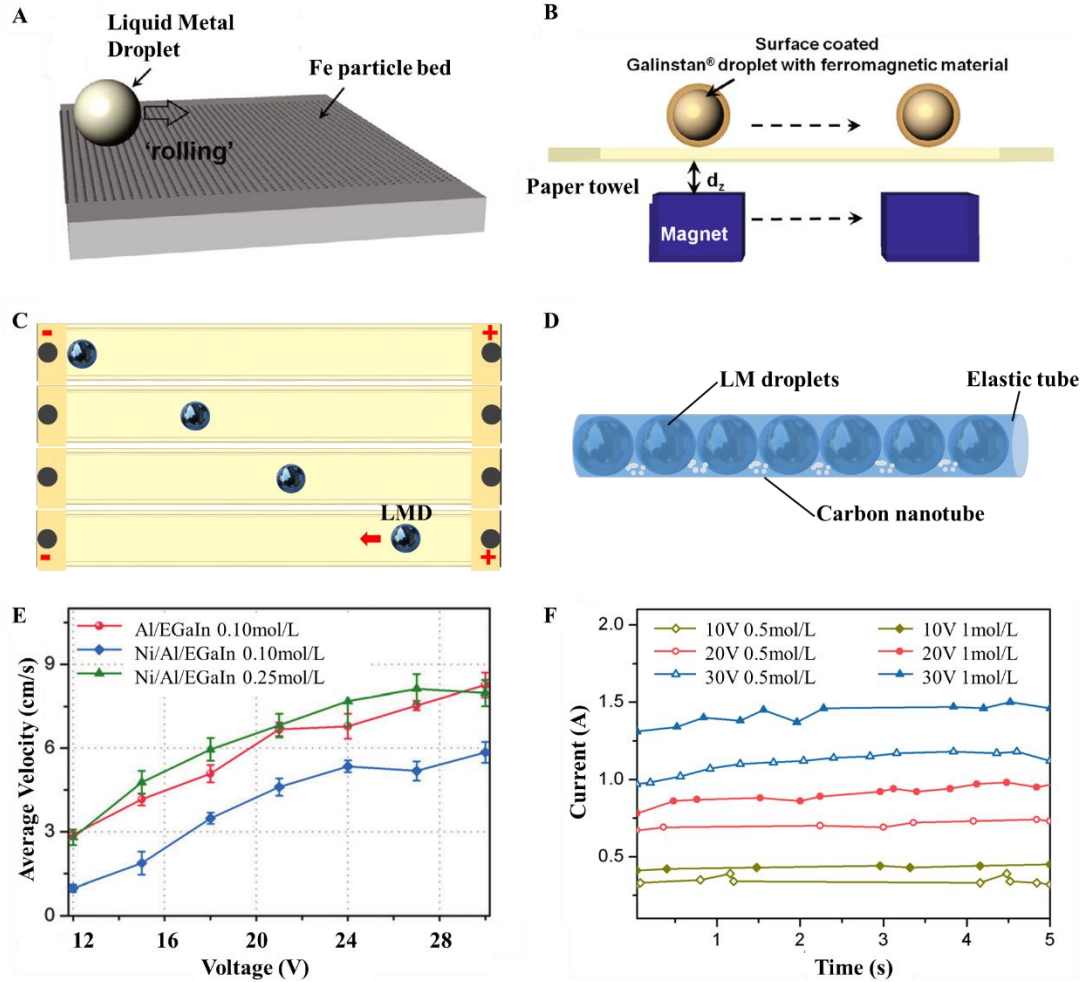 A
Liquid Metal
Droplet
Fe particle bed
'rolling'
B
Surface coated
Galinstan® droplet with ferromagnetic material
Paper towel
dz
Magnet
C
-
+
LMD
-
+
D
LM droplets
Elastic tube
Carbon nanotube
E
Al/EGaIn 0.10mol/L
Ni/Al/EGaIn 0.10mol/L
Ni/Al/EGaIn 0.25mol/L
Average Velocity (cm/s)
9
6
3
0
12 16 20 24 28
Voltage (V)
F
10V 0.5mol/L 10V 1mol/L
20V 0.5mol/L 20V 1mol/L
30V 0.5mol/L 30V 1mol/L
Current (A)
2.0
1.5
1.0
0.5
1 2 3 4 5
Time (s)